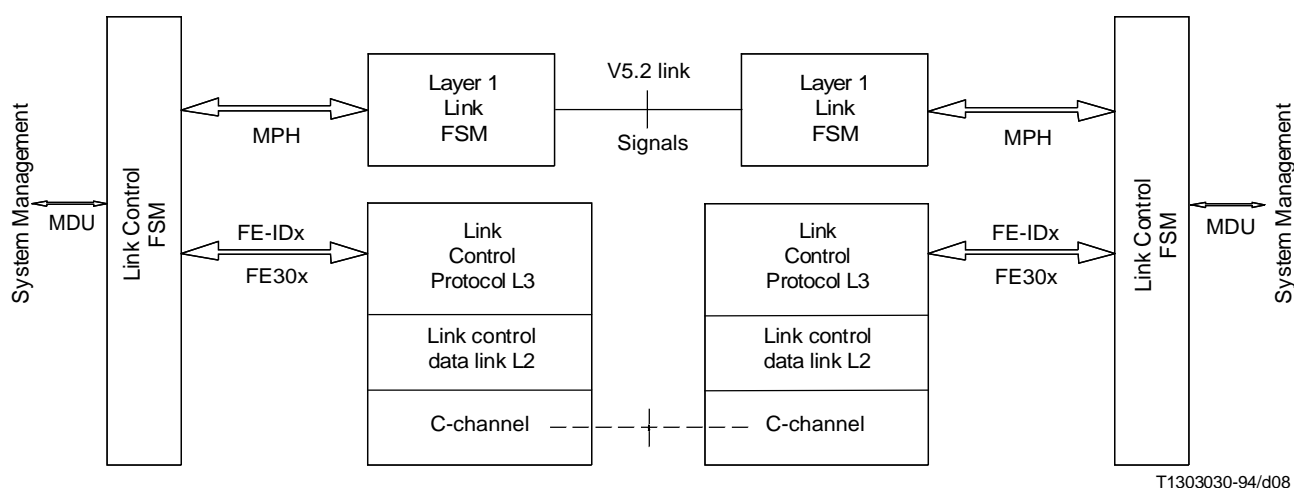 System Management
MDU
Link Control
FSM
MPH
Layer 1
Link
FSM
V5.2 link
Signals
Layer 1
Link
FSM
MPH
Link Control
FSM
MDU
System Management
FE-IDx
FE30x
Link
Control
Protocol L3
Link control
data link L2
C-channel
Link
Control
Protocol L3
Link control
data link L2
C-channel
FE-IDx
FE30x
T1303030-94/d08